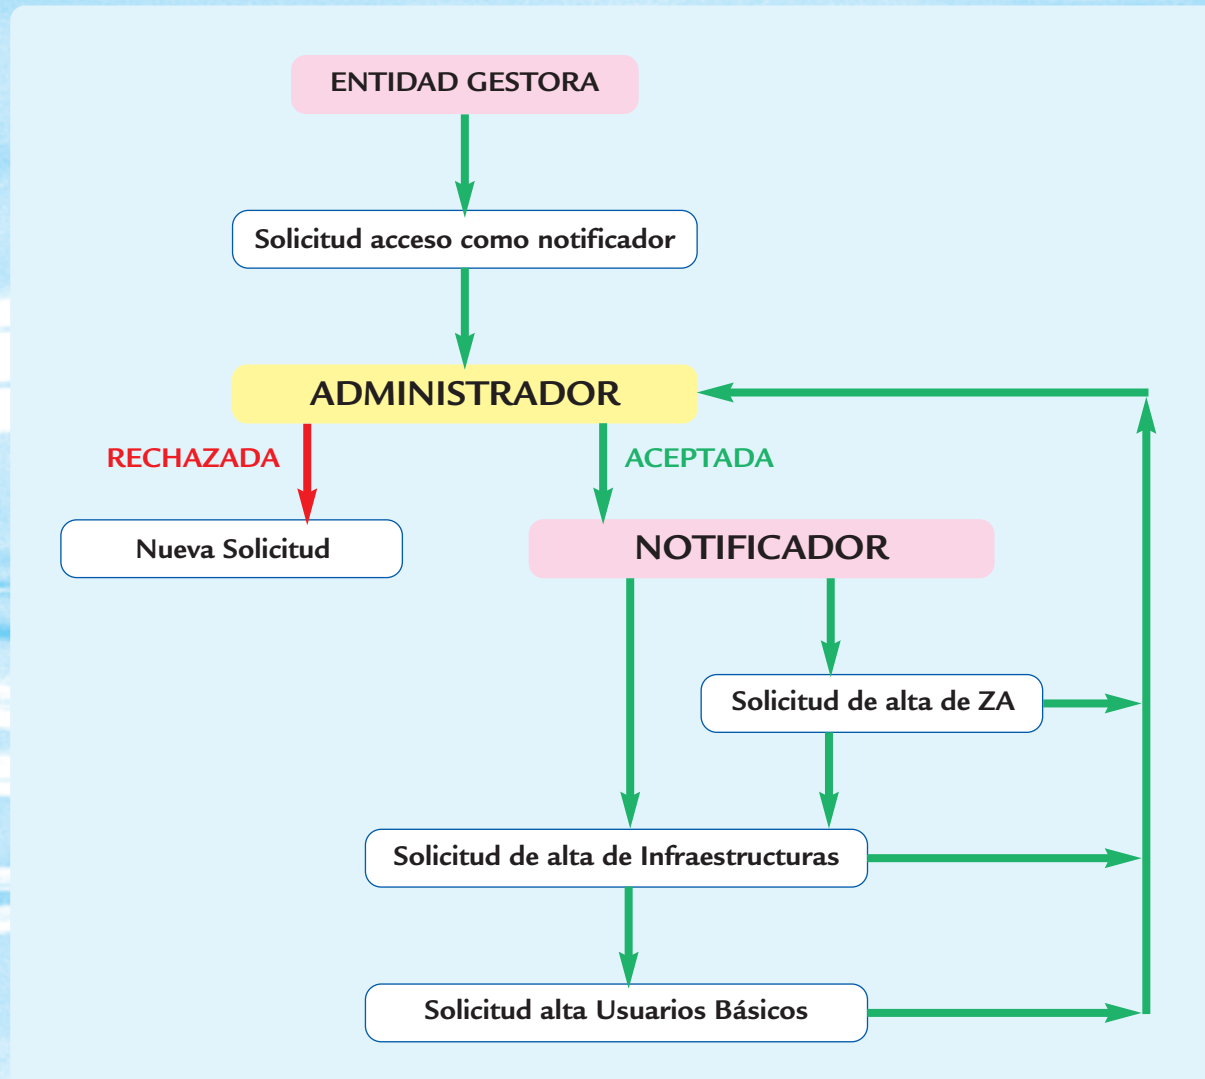 ENTIDAD GESTORA
Solicitud acceso como notificador
ADMINISTRADOR
RECHAZADA
ACEPTADA
Nueva Solicitud
NOTIFICADOR
Solicitud de alta de ZA
Solicitud de alta de Infraestructuras
Solicitud alta Usuarios Básicos